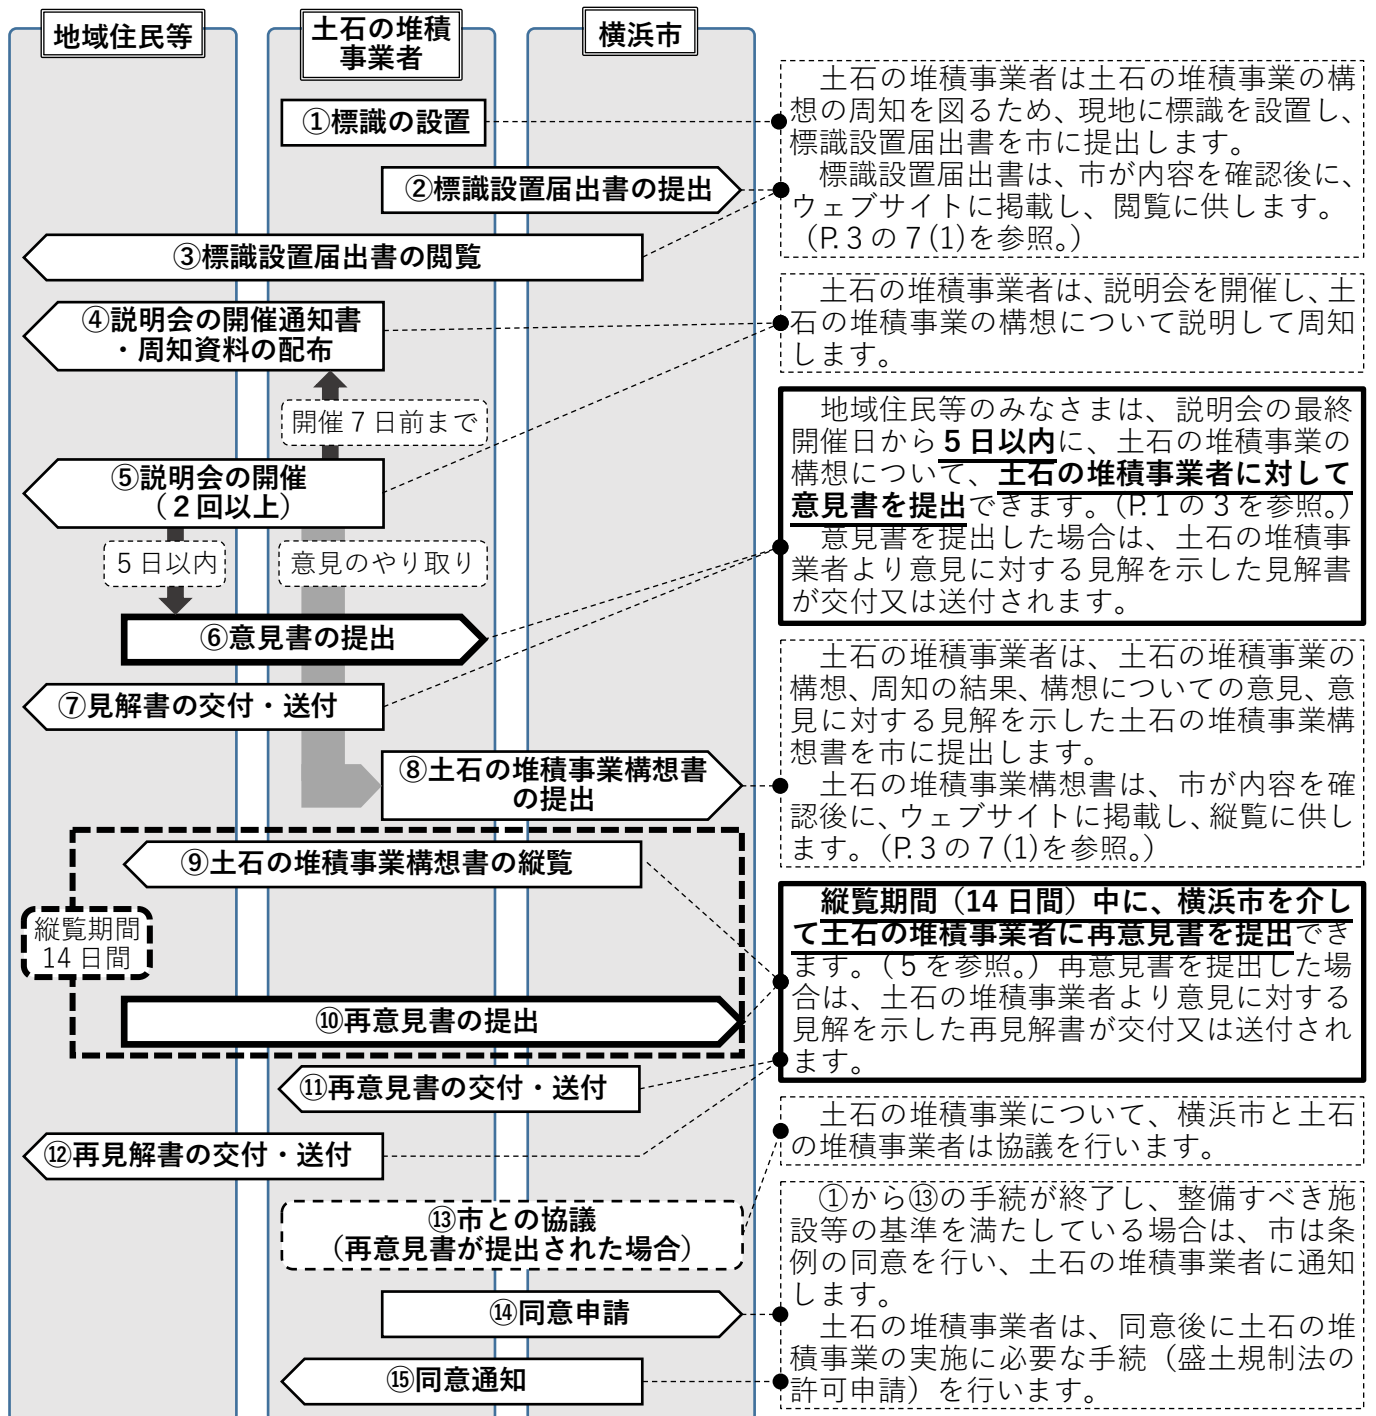 地域住民等
土石の堆積
事業者
横浜市
①標識の設置
②標識設置届出書の提出
③標識設置届出書の閲覧
④説明会の開催通知書
・周知資料の配布
開催7日前まで
⑤説明会の開催
(2回以上)
5日以内
意見のやり取り
⑥意見書の提出
⑦見解書の交付・送付
⑧土石の堆積事業構想書
の提出
⑨土石の堆積事業構想書の縦覧
縦覧期間
14日間
⑩再意見書の提出
⑪再意見書の交付・送付
⑫再見解書の交付・送付
⑬市との協議
(再意見書が提出された場合)
⑭同意申請
⑮同意通知
土石の堆積事業者は土石の堆積事業の構
想の周知を図るため、現地に標識を設置し、
標識設置届出書を市に提出します。
標識設置届出書は、市が内容を確認後に、
ウェブサイトに掲載し、閲覧に供します。
(P.3の7(1)を参照。)
土石の堆積事業者は、説明会を開催し、土
石の堆積事業の構想について説明して周知
します。
地域住民等のみなさまは、説明会の最終
開催日から5日以内に、土石の堆積事業の
構想について、土石の堆積事業者に対して
意見書を提出できます。(P.1の3を参照。)
意見書を提出した場合は、土石の堆積事
業者より意見に対する見解を示した見解書
が交付又は送付されます。
土石の堆積事業者は、土石の堆積事業の
構想、周知の結果、構想についての意見、意
見に対する見解を示した土石の堆積事業構
想書を市に提出します。
土石の堆積事業構想書は、市が内容を確
認後に、ウェブサイトに掲載し、縦覧に供し
ます。(P.3の7(1)を参照。)
縦覧期間(14日間)中に、横浜市を介し
て土石の堆積事業者に再意見書を提出でき
ます。(5を参照。)再意見書を提出した場
合は、土石の堆積事業者より意見に対する
見解を示した再見解書が交付又は送付され
ます。
土石の堆積事業について、横浜市と土石
の堆積事業者は協議を行います。
①から⑬の手続が終了し、整備すべき施
設等の基準を満たしている場合は、市は条
例の同意を行い、土石の堆積事業者に通知
します。
土石の堆積事業者は、同意後に土石の堆
積事業の実施に必要な手続(盛土規制法の
許可申請)を行います。